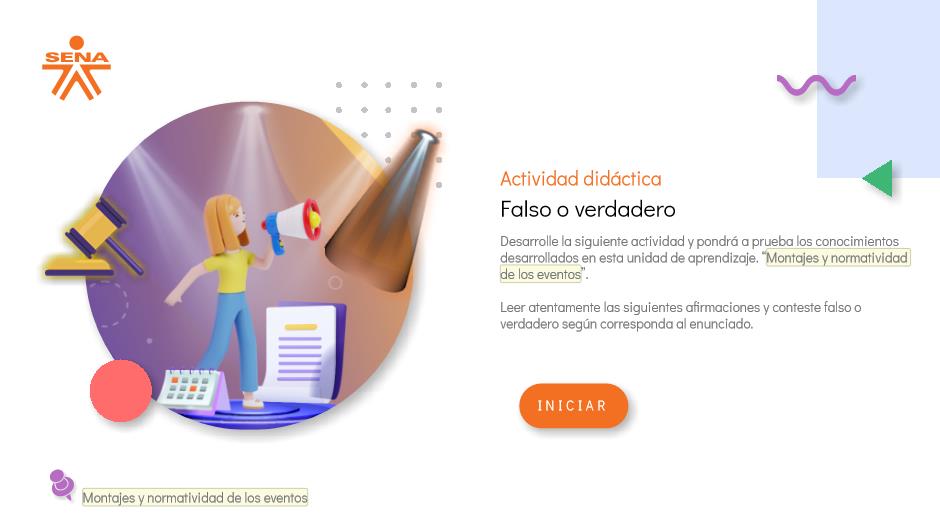 SENA
Actividad didáctica
Falso o verdadero
Desarrolle la siguiente actividad y pondrá a prueba los conocimientos
desarrollados en esta unidad de aprendizaje. "Montajes y normatividad
de los eventos".
Leer atentamente las siguientes afirmaciones y conteste falso o
verdadero según corresponda al enunciado.
INICIAR
Montajes y normatividad de los eventos